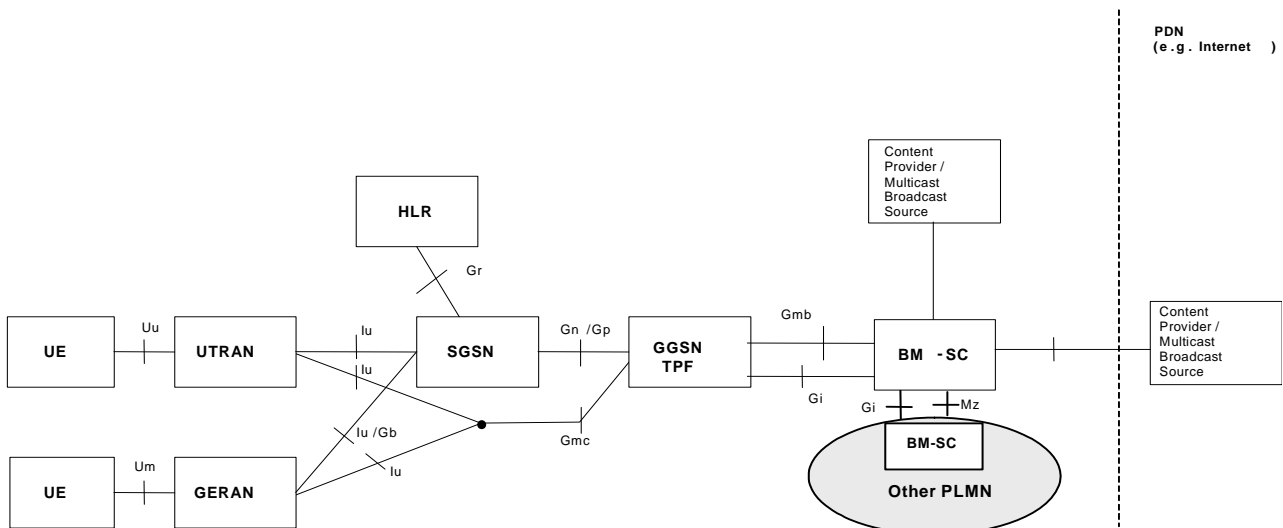 PDN
(e.g. Internet )
Content
Provider /
Multicast
Broadcast
Source
HLR
Gr
UE
Uu
UTRAN
Iu
Iu
SGSN
Gn /Gp
GGSN
TPF
Gmb
Gi
BM -SC
Content
Provider /
Multicast
Broadcast
Source
Gi
Mz
BM-SC
Other PLMN
Iu /Gb
Iu
Gmc
UE
Um
GERAN